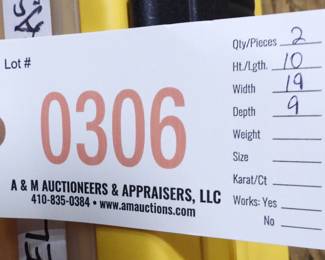 Lot #
0306
A & M AUCTIONEERS & APPRAISERS, LLC
410-835-0384 • www.amauctions.com
Qty/Pieces 2
Ht./Lgth. 10
Width 19
Depth 9
Weight
Size
Karat/Ct
Works: Yes
No